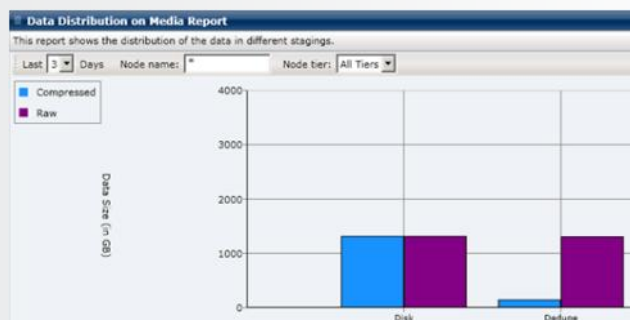 Data Distribution on Media Report
This report shows the distribution of the data in different stagings.
Last 3 Days Node name: * Node tier: All Tiers
Compressed
Raw
4000
3000
2000
1000
0
Data Size (in GB)
Disk
Dedupe